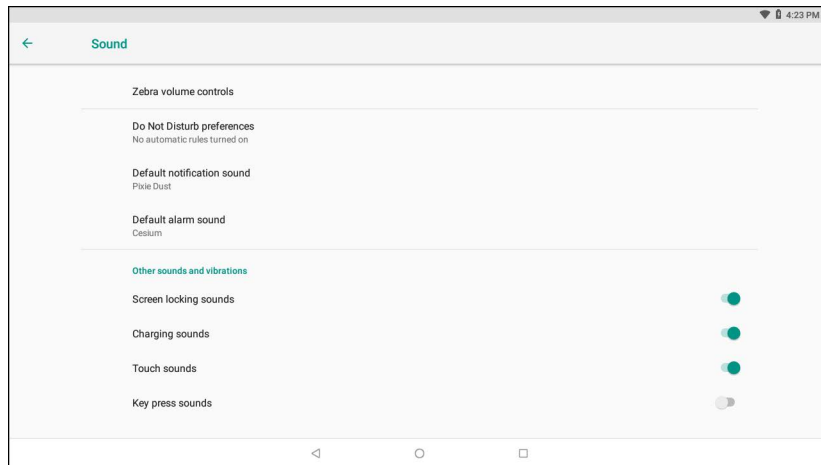 4:23 PM
Sound
Zebra volume controls
Do Not Disturb preferences
No automatic rules turned on
Default notification sound
Pixie Dust
Default alarm sound
Cesium
Other sounds and vibrations
Screen locking sounds
Charging sounds
Touch sounds
Key press sounds